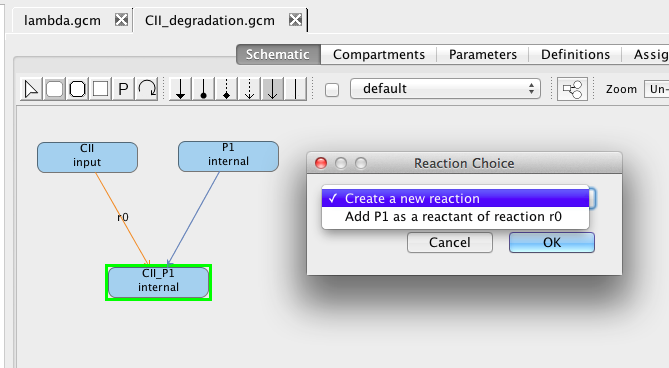 lambda.gcm CII_degradation.gcm
Schematic Compartments Parameters Definitions Assig
P default Zoom Un-
CII
input
P1
internal
r0
CII_P1
internal
Reaction Choice
✓ Create a new reaction
Add P1 as a reactant of reaction r0
Cancel OK